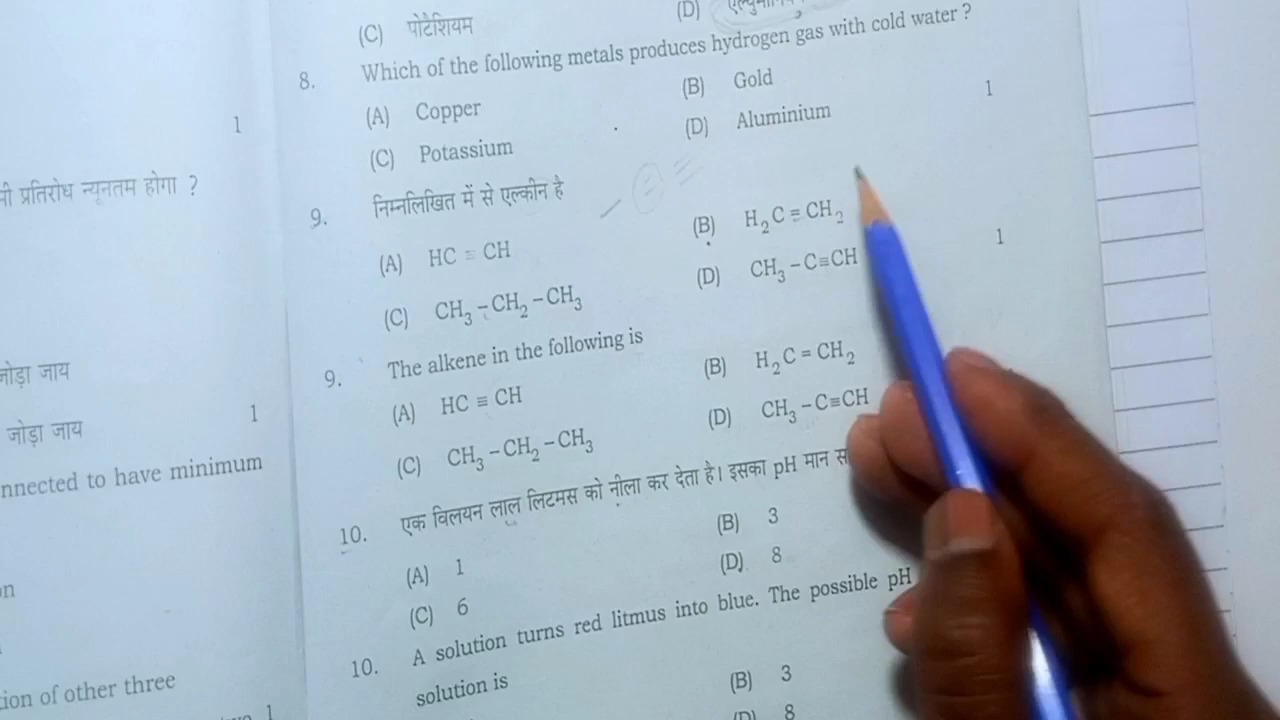 (C) पोटैशियम
(D)
8. Which of the following metals produces hydrogen gas with cold water ?
(A) Copper
(B) Gold
(C) Potassium
(D) Aluminium
1
9. निम्नलिखित में से एल्कीन है
(A) HC ≡ CH
(B) H₂C = CH₂
(C) CH₃ – CH₂ – CH₃
(D) CH₃ – C≡CH
1
9. The alkene in the following is
(A) HC ≡ CH
(B) H₂C = CH₂
(C) CH₃ – CH₂ – CH₃
(D) CH₃ – C≡CH
10. एक विलयन लाल लिटमस को नीला कर देता है। इसका pH मान
(A) 1
(B) 3
(C) 6
(D) 8
10. A solution turns red litmus into blue. The possible pH
solution is
(B) 3
(D) 8
1
प्रतिरोध न्यूनतम होगा ?
जोड़ा जाय
जोड़ा जाय
1
nnected to have minimum
ion of other three
1